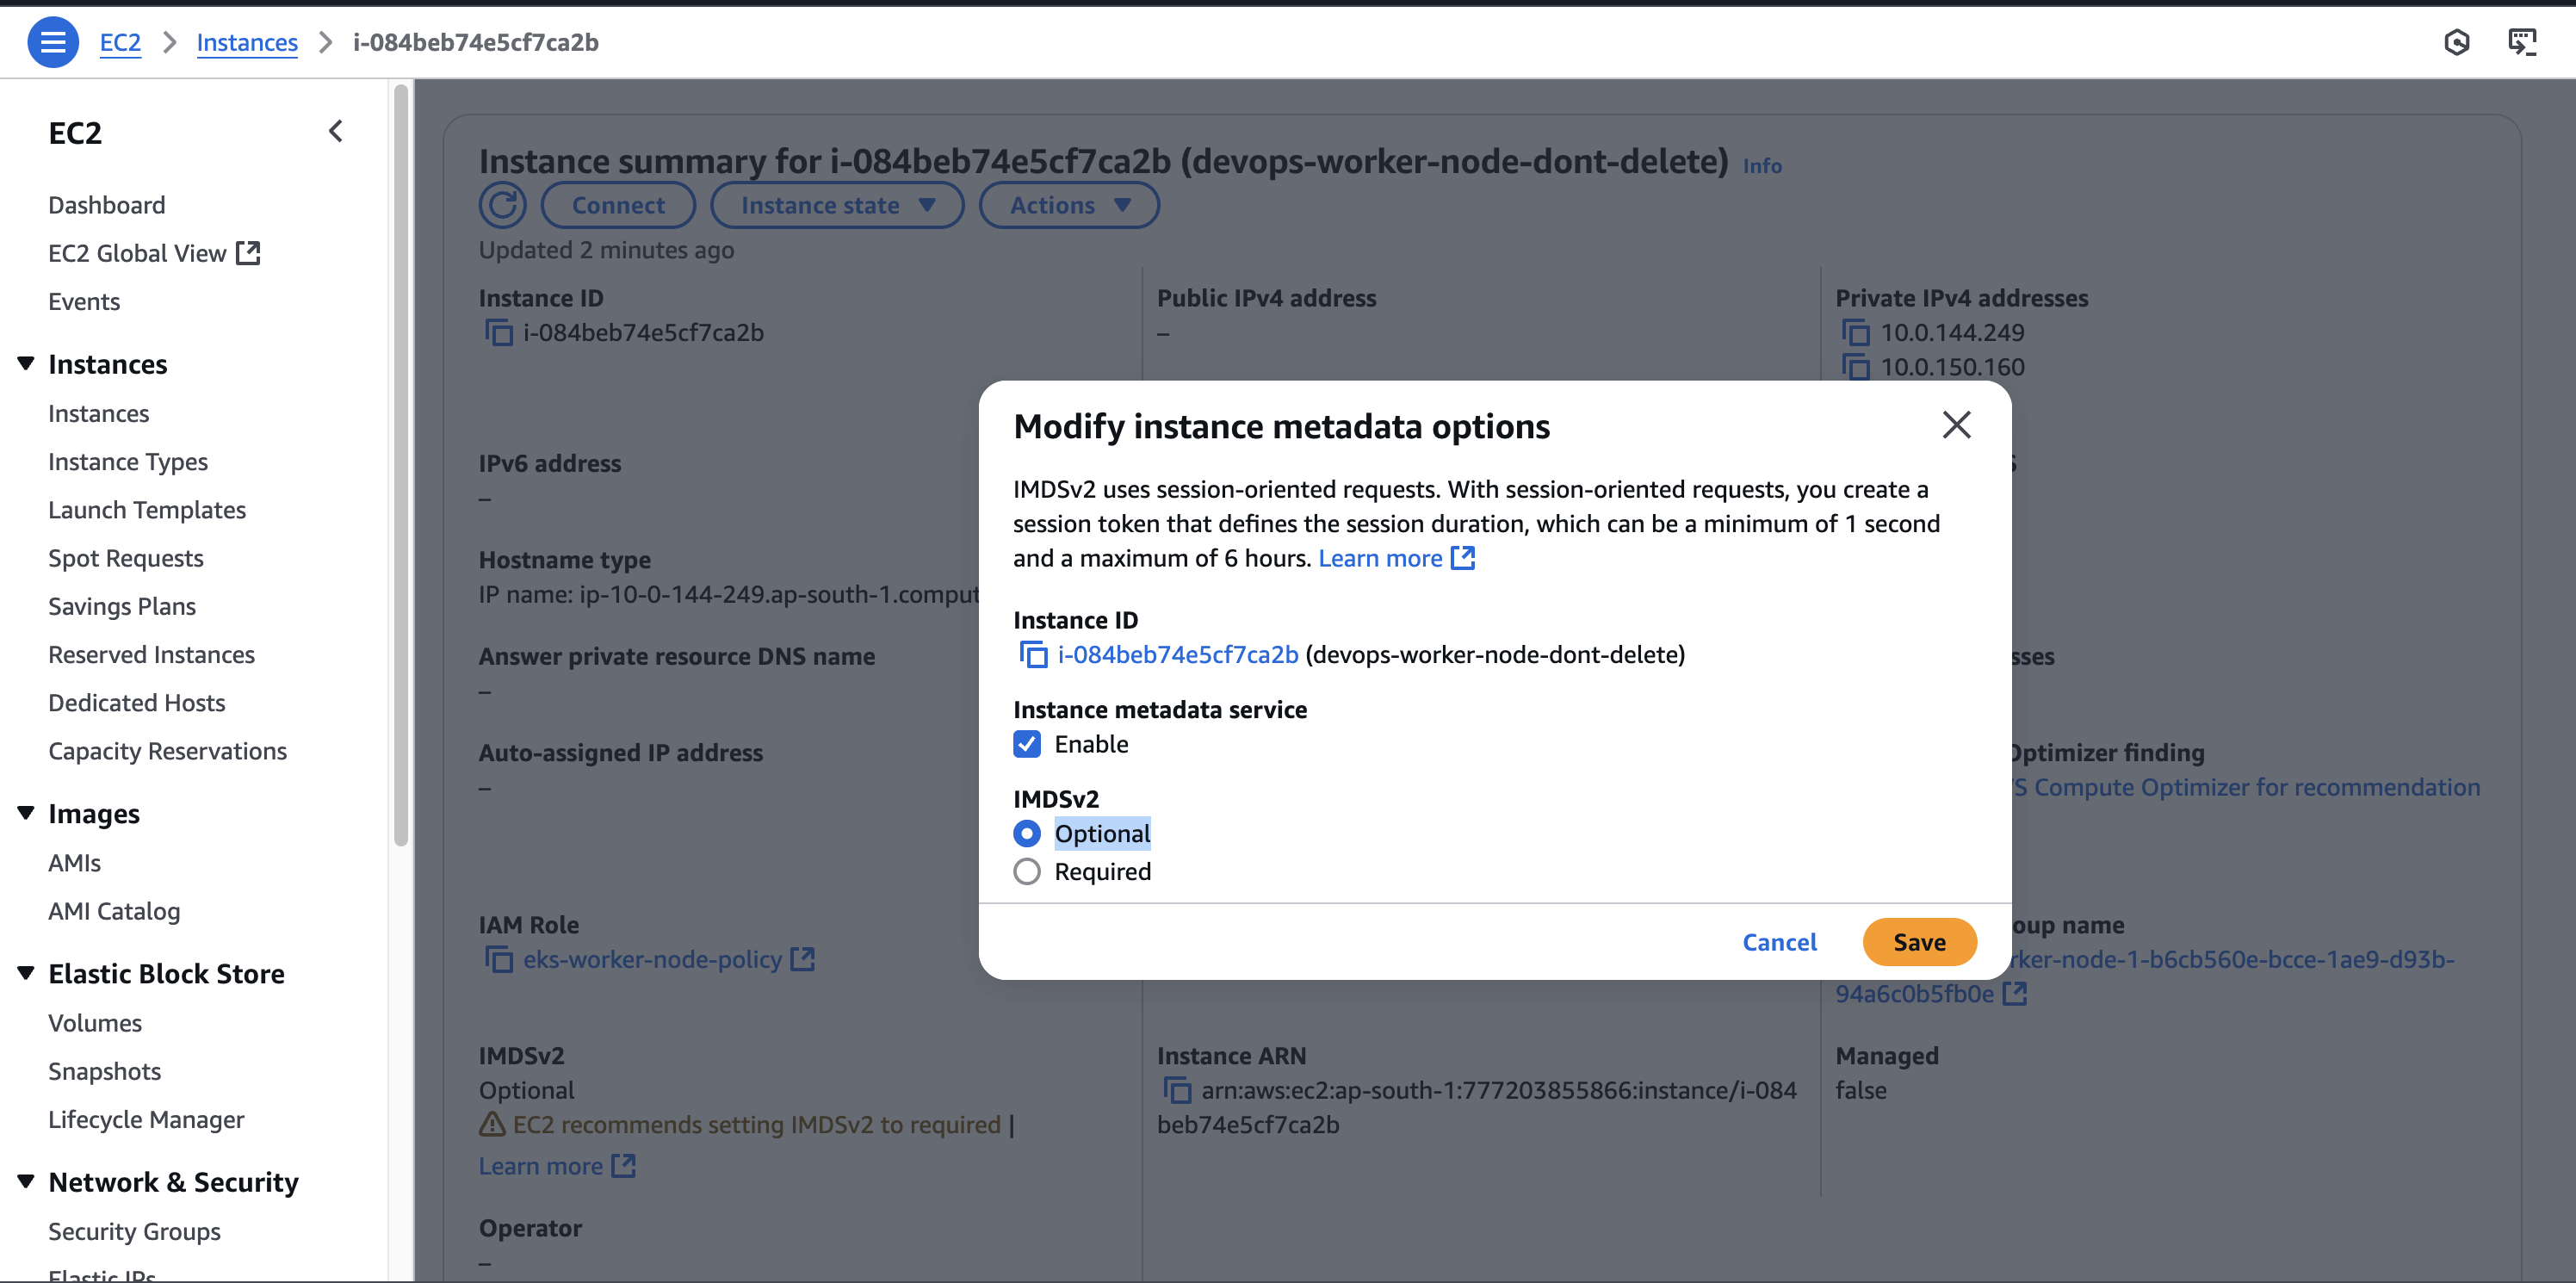 EC2 > Instances > i-084beb74e5cf7ca2b
EC2
Dashboard
EC2 Global View
Events
Instances
Instances
Instance Types
Launch Templates
Spot Requests
Savings Plans
Reserved Instances
Dedicated Hosts
Capacity Reservations
Images
AMIs
AMI Catalog
Elastic Block Store
Volumes
Snapshots
Lifecycle Manager
Network & Security
Security Groups
Elastic IPs
Instance summary for i-084beb74e5cf7ca2b (devops-worker-node-dont-delete) Info
Connect Instance state Actions
Updated 2 minutes ago
Instance ID
i-084beb74e5cf7ca2b
Public IPv4 address
–
Private IPv4 addresses
10.0.144.249
10.0.150.160
IPv6 address
–
Hostname type
IP name: ip-10-0-144-249.ap-south-1.comput
Answer private resource DNS name
–
sses
Auto-assigned IP address
–
Optimizer finding
S Compute Optimizer for recommendation
IAM Role
eks-worker-node-policy
oup name
rker-node-1-b6cb560e-bcce-1ae9-d93b-
94a6c0b5fb0e
IMDSv2
Optional
EC2 recommends setting IMDSv2 to required |
Learn more
Instance ARN
arn:aws:ec2:ap-south-1:777203855866:instance/i-084
beb74e5cf7ca2b
Managed
false
Operator
–
Modify instance metadata options
IMDSv2 uses session-oriented requests. With session-oriented requests, you create a
session token that defines the session duration, which can be a minimum of 1 second
and a maximum of 6 hours. Learn more
Instance ID
i-084beb74e5cf7ca2b (devops-worker-node-dont-delete)
Instance metadata service
Enable
IMDSv2
Optional
Required
Cancel Save